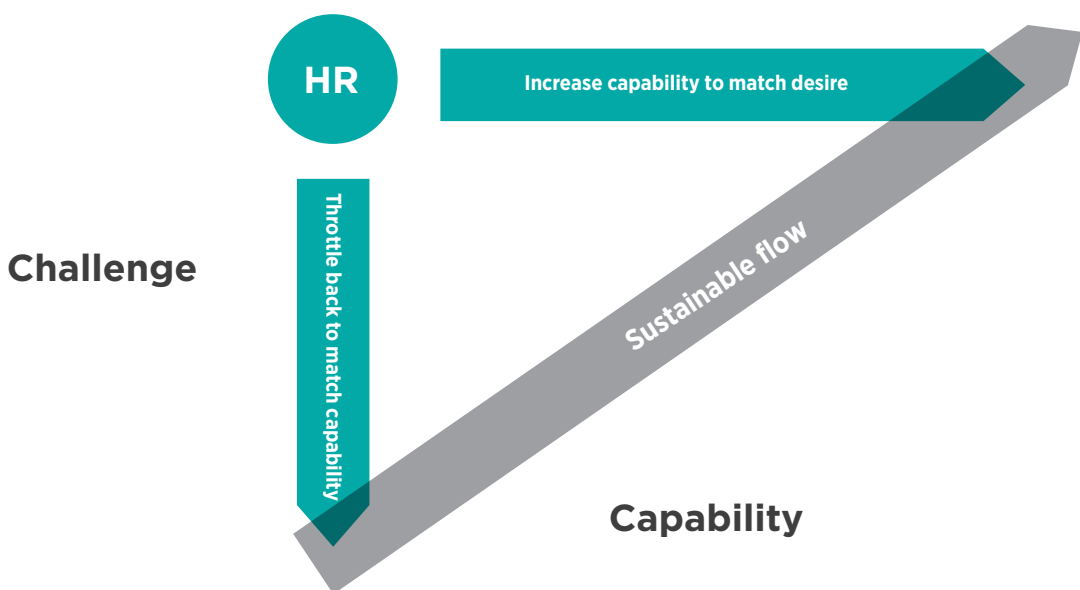 HR
Increase capability to match desire
Throttle back to match capability
Challenge
Sustainable flow
Capability